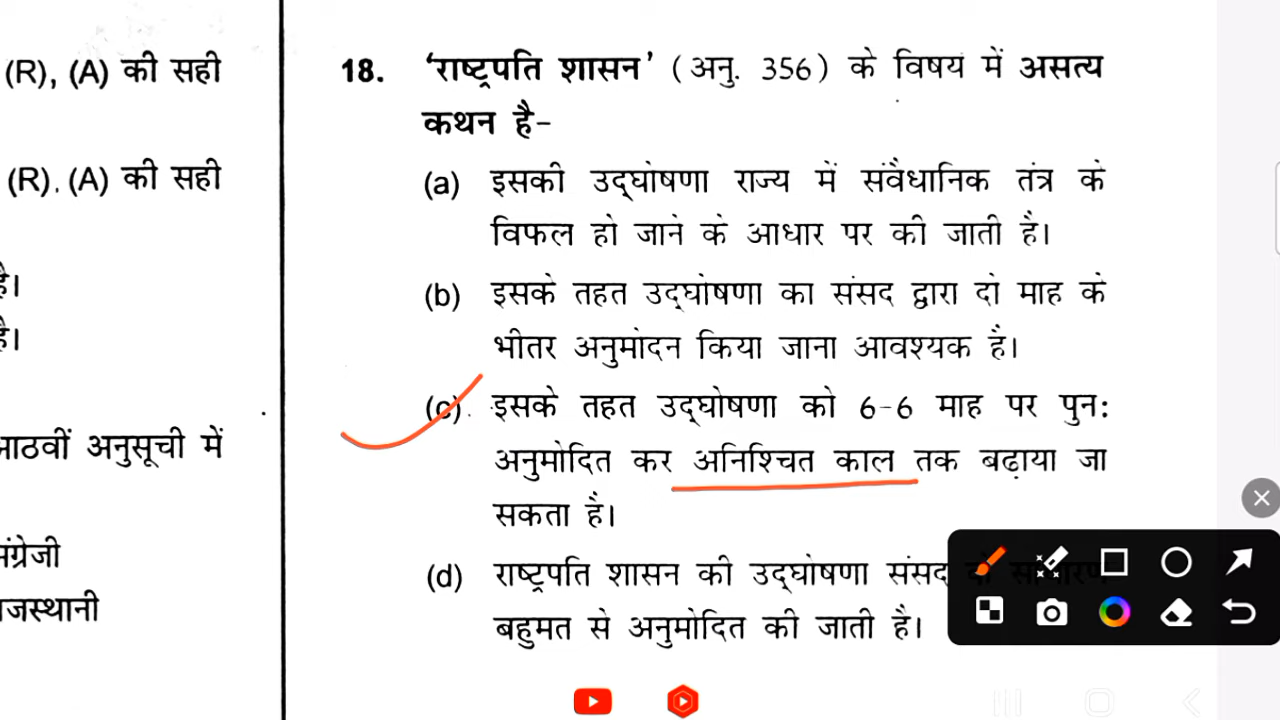 (R), (A) की सही
(R). (A) की सही
है।
है।
आठवीं अनुसूची में
अंग्रेजी
राजस्थानी
18. 'राष्ट्रपति शासन' (अनु. 356) के विषय में असत्य
कथन है-
(a) इसकी उद्घोषणा राज्य में संवैधानिक तंत्र के
विफल हो जाने के आधार पर की जाती है।
(b) इसके तहत उद्घोषणा का संसद द्वारा दो माह के
भीतर अनुमोदन किया जाना आवश्यक है।
(c). इसके तहत उद्घोषणा को 6-6 माह पर पुन:
अनुमोदित कर अनिश्चित काल तक बढ़ाया जा
सकता है।
(d) राष्ट्रपति शासन की उद्घोषणा संसद
बहुमत से अनुमोदित की जाती है।